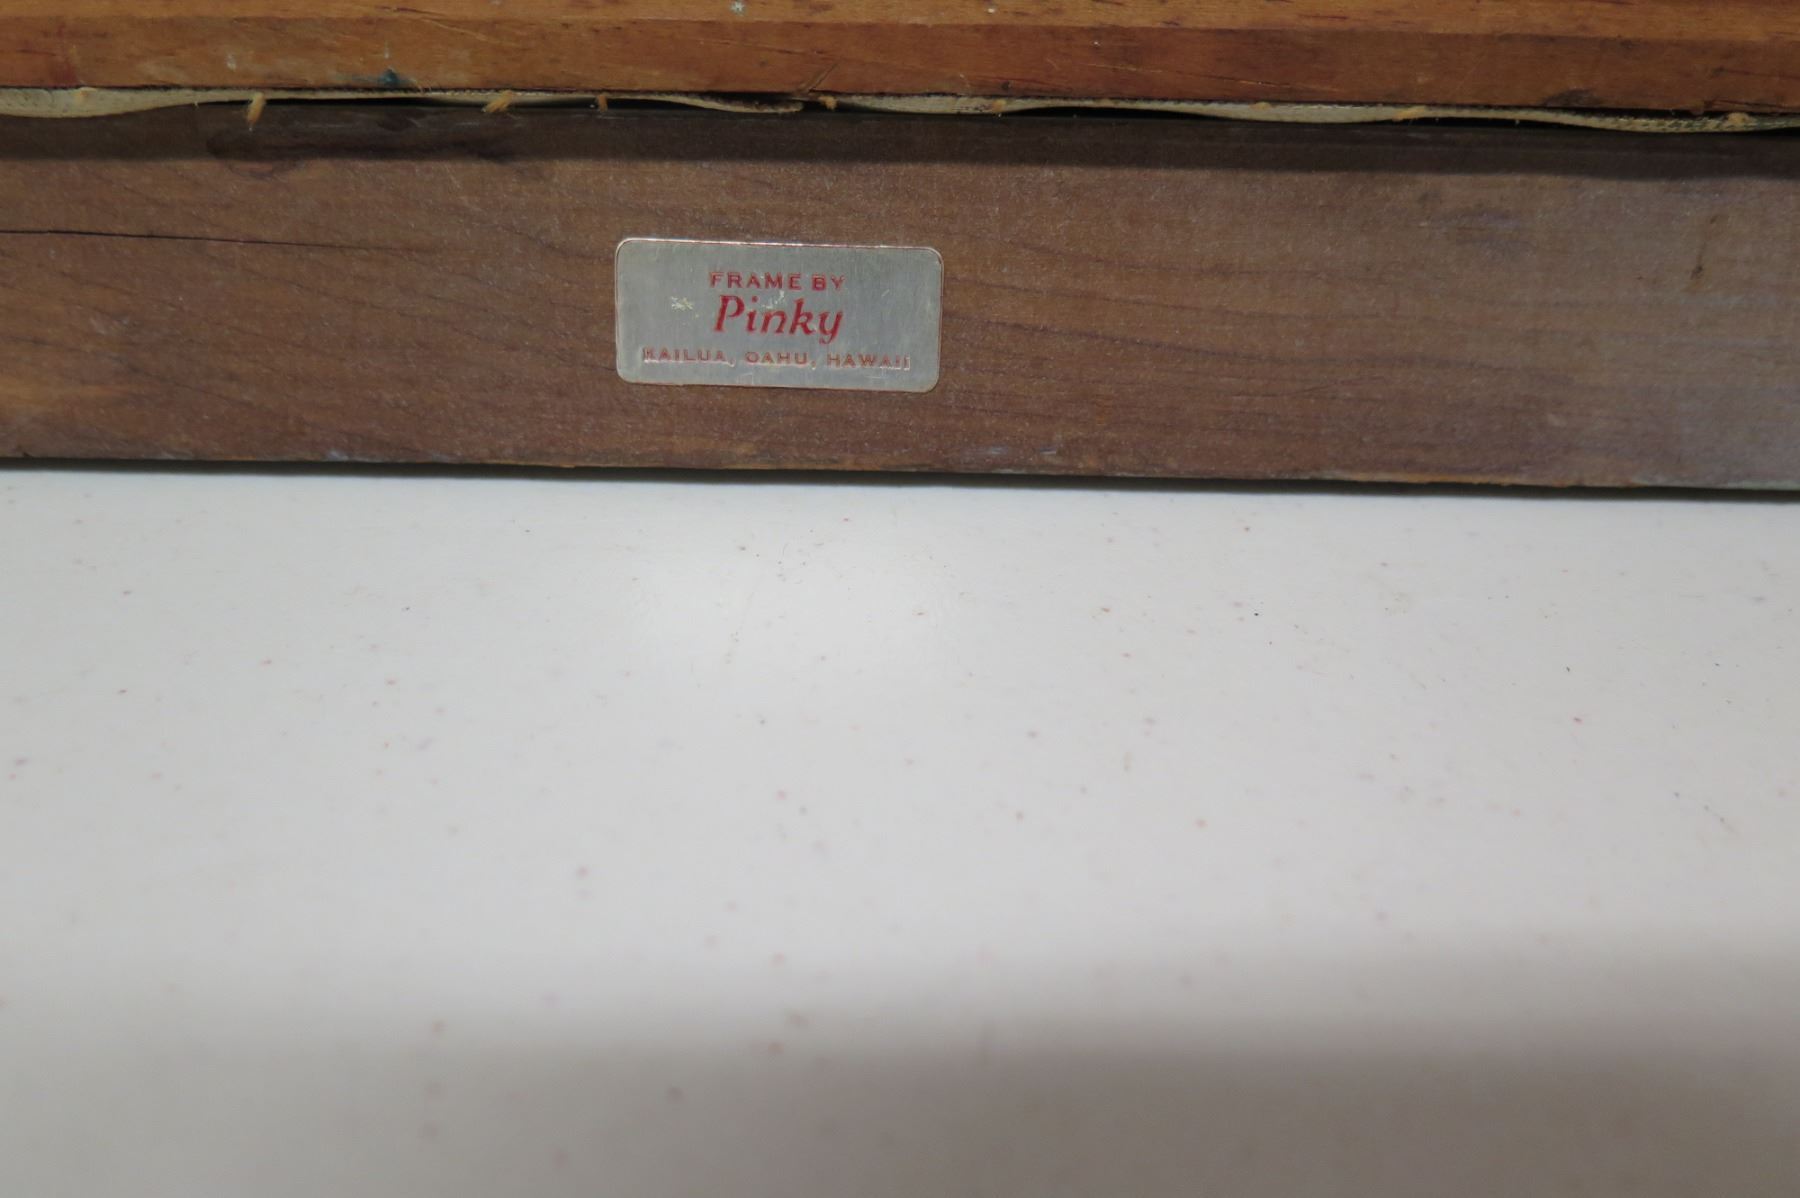 FRAME BY
Pinky
KAILUA, OAHU, HAWAII